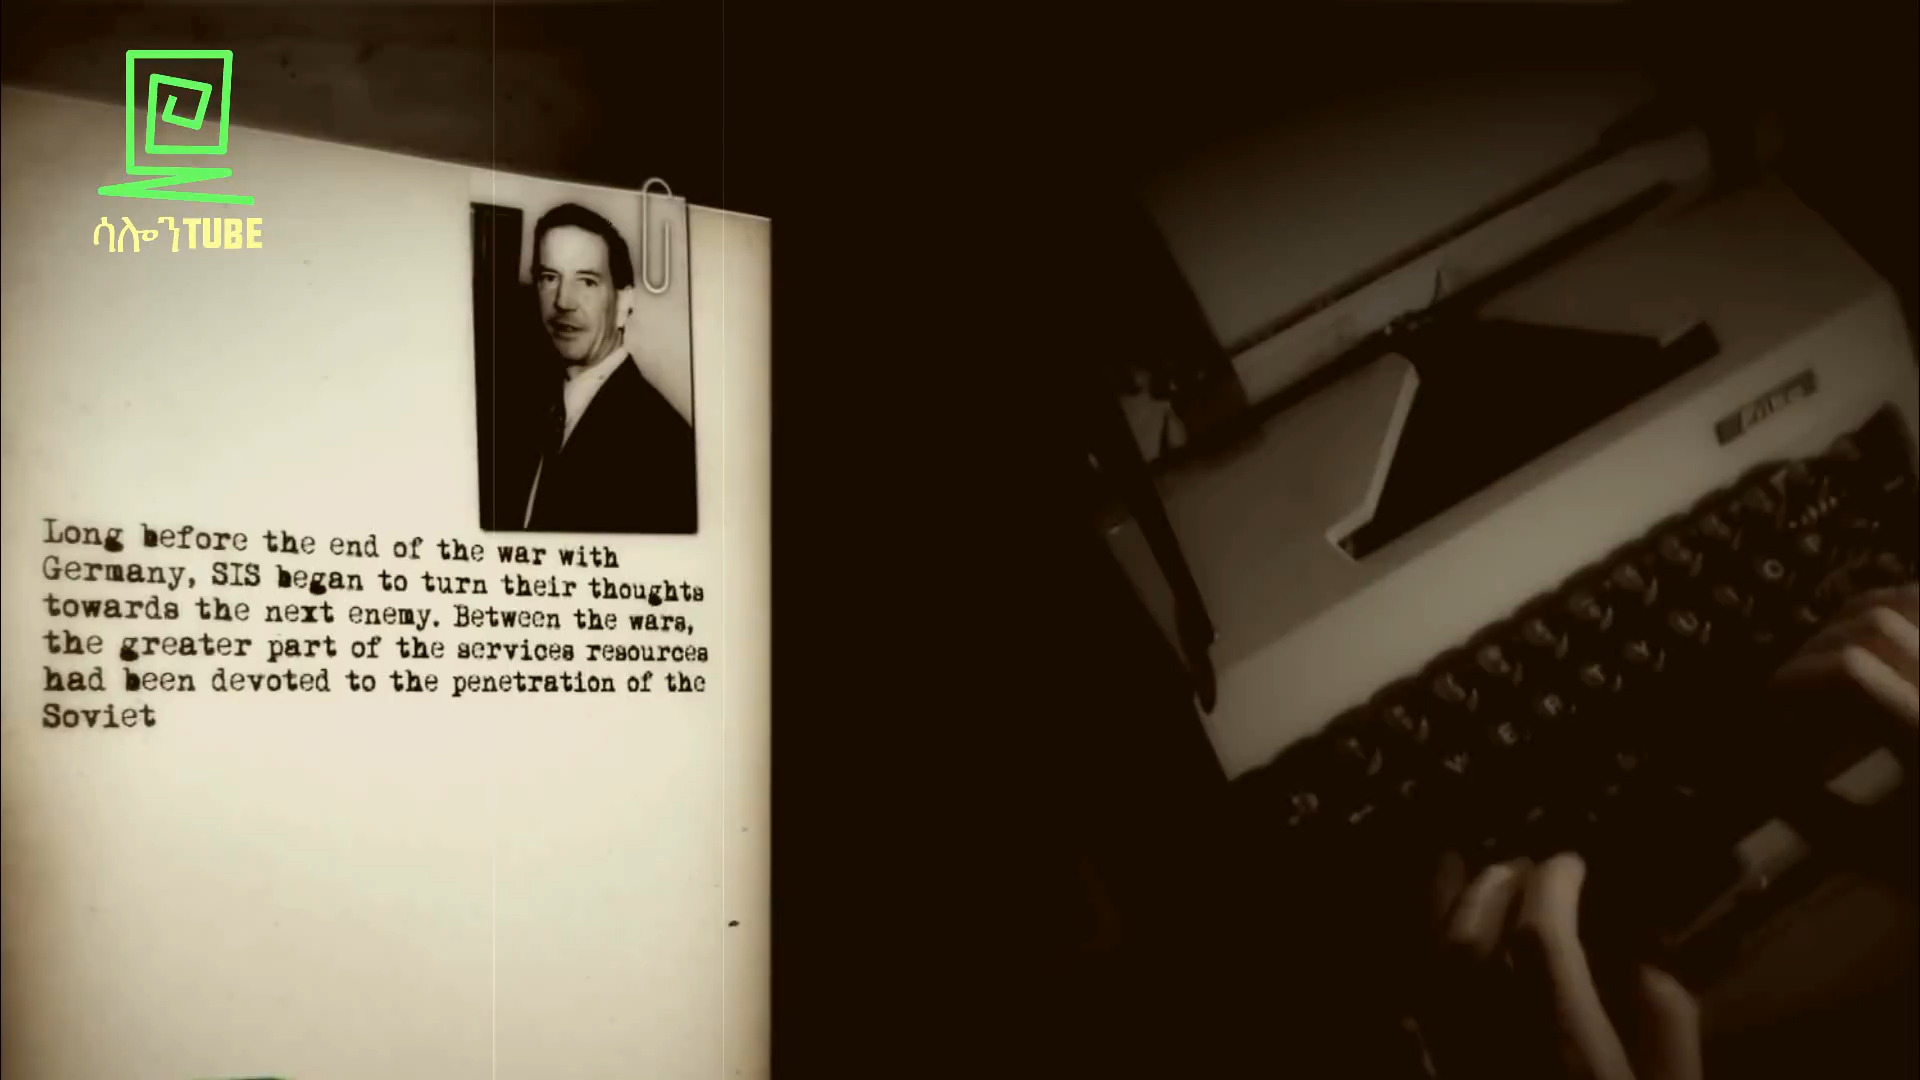 ሳሎንTUBE
Long before the end of the war with
Germany, SIS began to turn their thoughts
towards the next enemy. Between the wars,
the greater part of the services resources
had been devoted to the penetration of the
Soviet